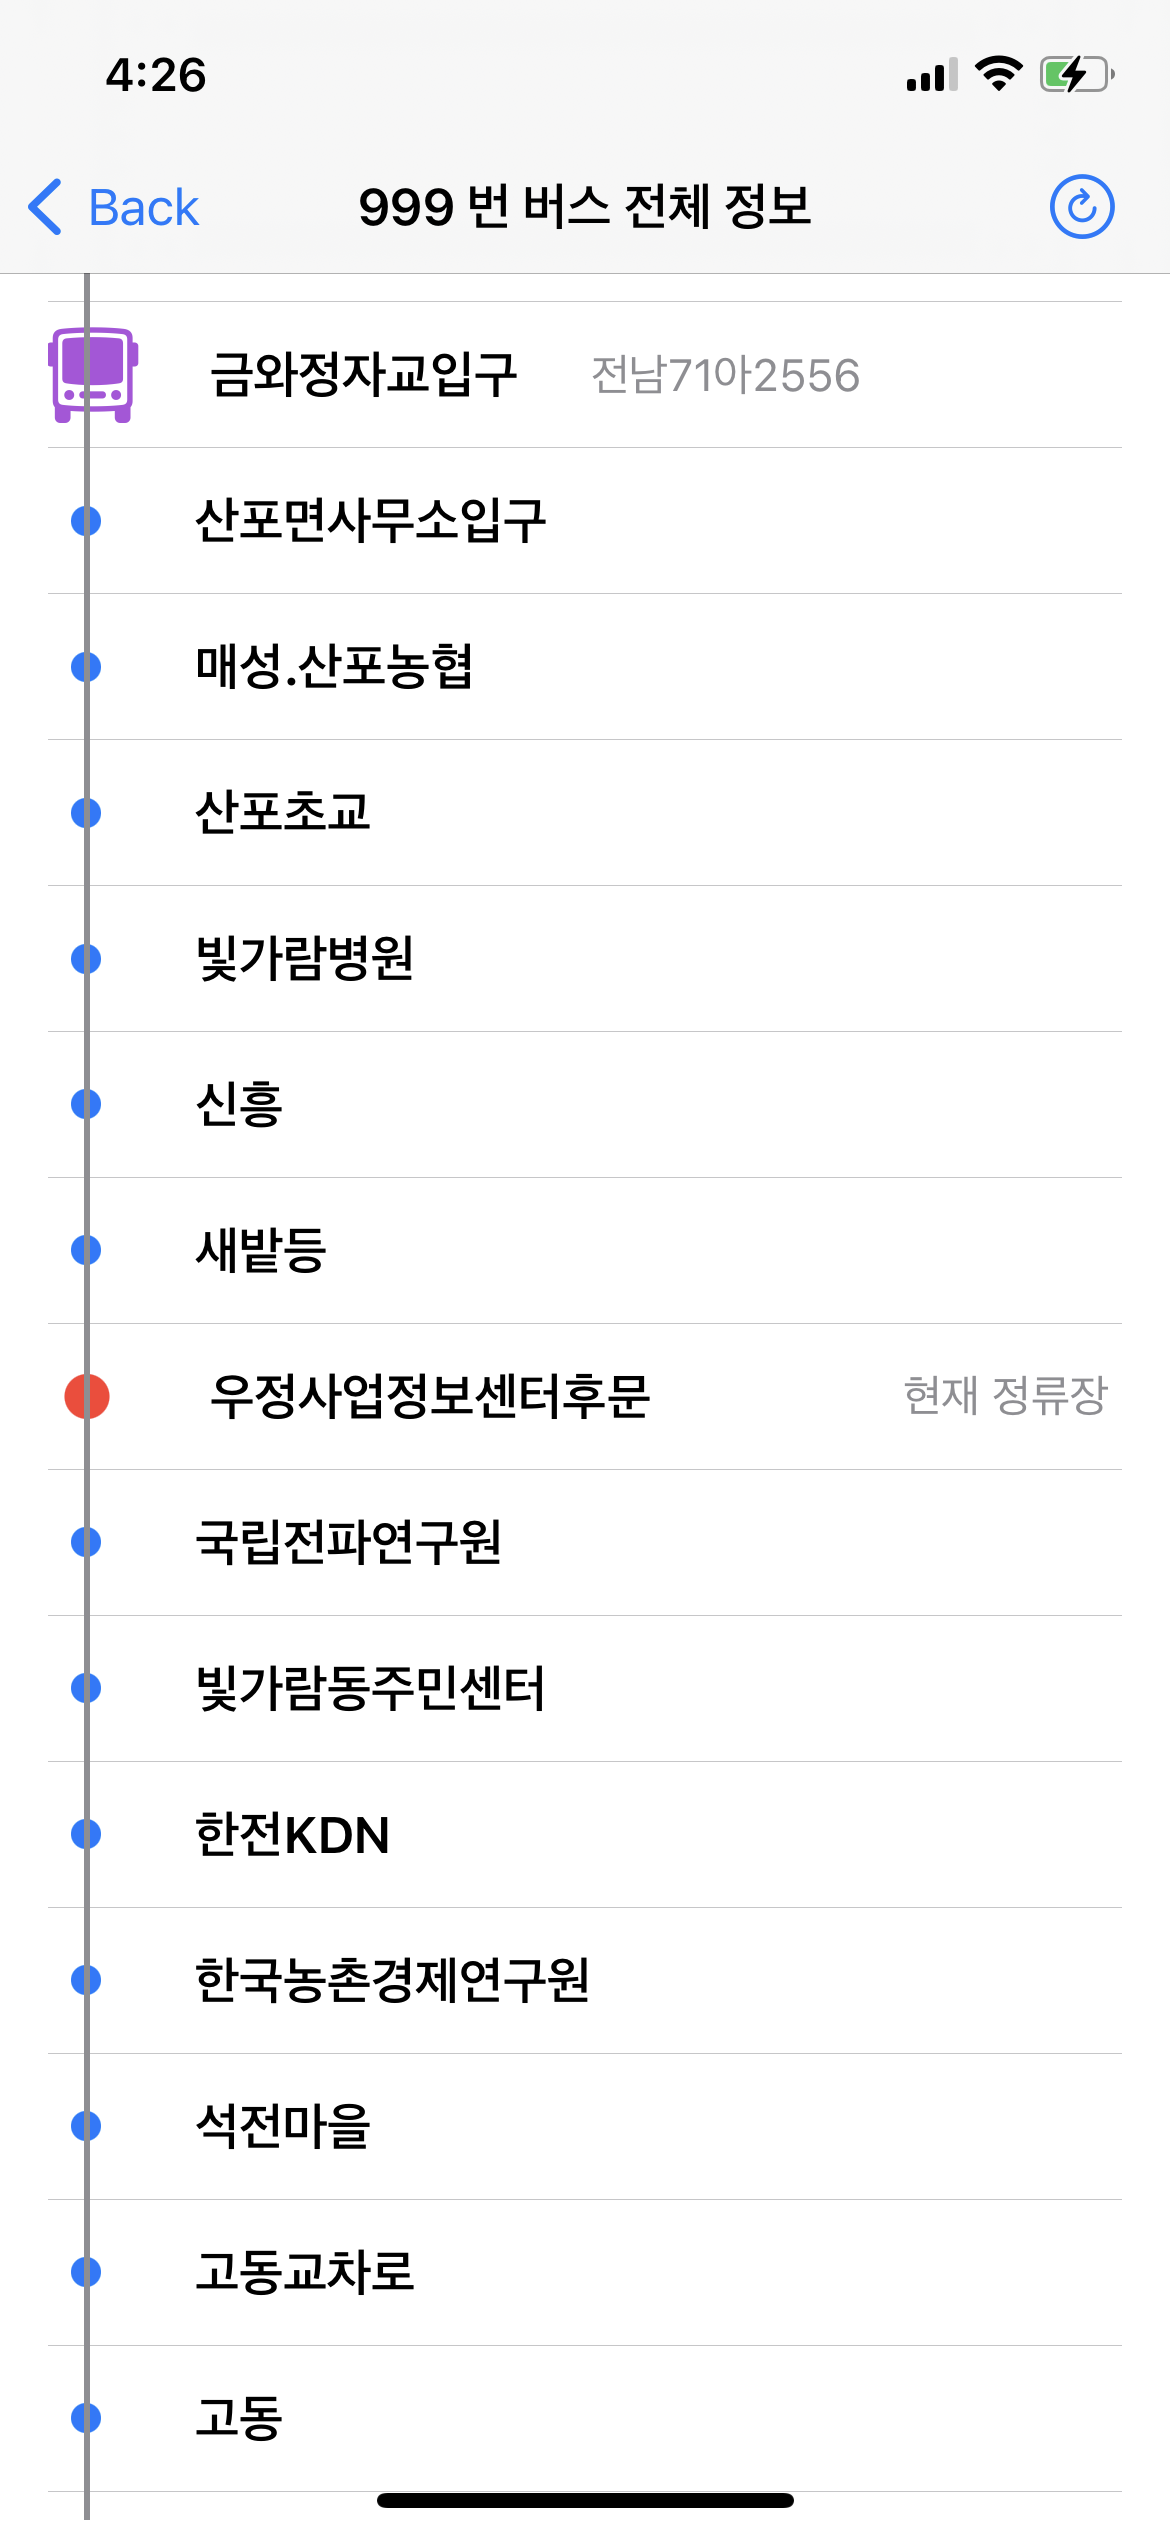 4:26
Back
999 번 버스 전체 정보
금와정자교입구 전남71아2556
산포면사무소입구
매성.산포농협
산포초교
빛가람병원
신흥
새밭등
우정사업정보센터후문 현재 정류장
국립전파연구원
빛가람동주민센터
한전KDN
한국농촌경제연구원
석전마을
고동교차로
고동